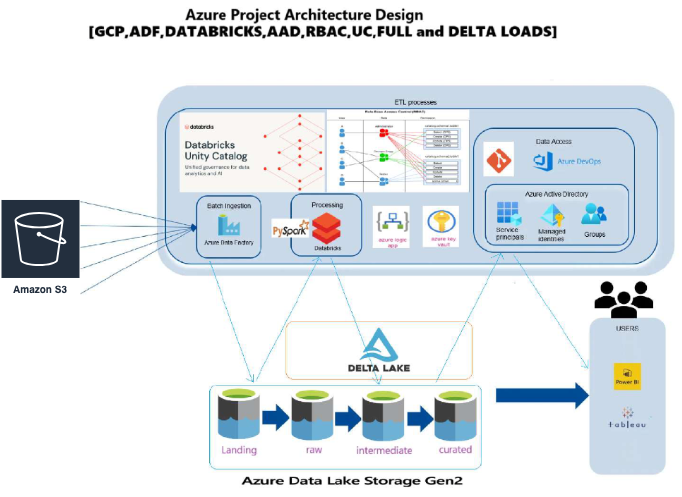 Azure Project Architecture Design
[GCP,ADF,DATABRICKS,AAD,RBAC,UC,FULL and DELTA LOADS]
ETL processes
databricks
Databricks
Unity Catalog
Unified governance for data
analytics and AI
Data Access
Azure DevOps
Azure Active Directory
Service
principals
Managed
identities
Groups
Batch Ingestion
Azure Data Factory
Processing
PySpark
Databricks
azure logic
app
azure key
vault
Amazon S3
DELTA LAKE
Landing
raw
intermediate
curated
Azure Data Lake Storage Gen2
USERS
Power BI
tableau